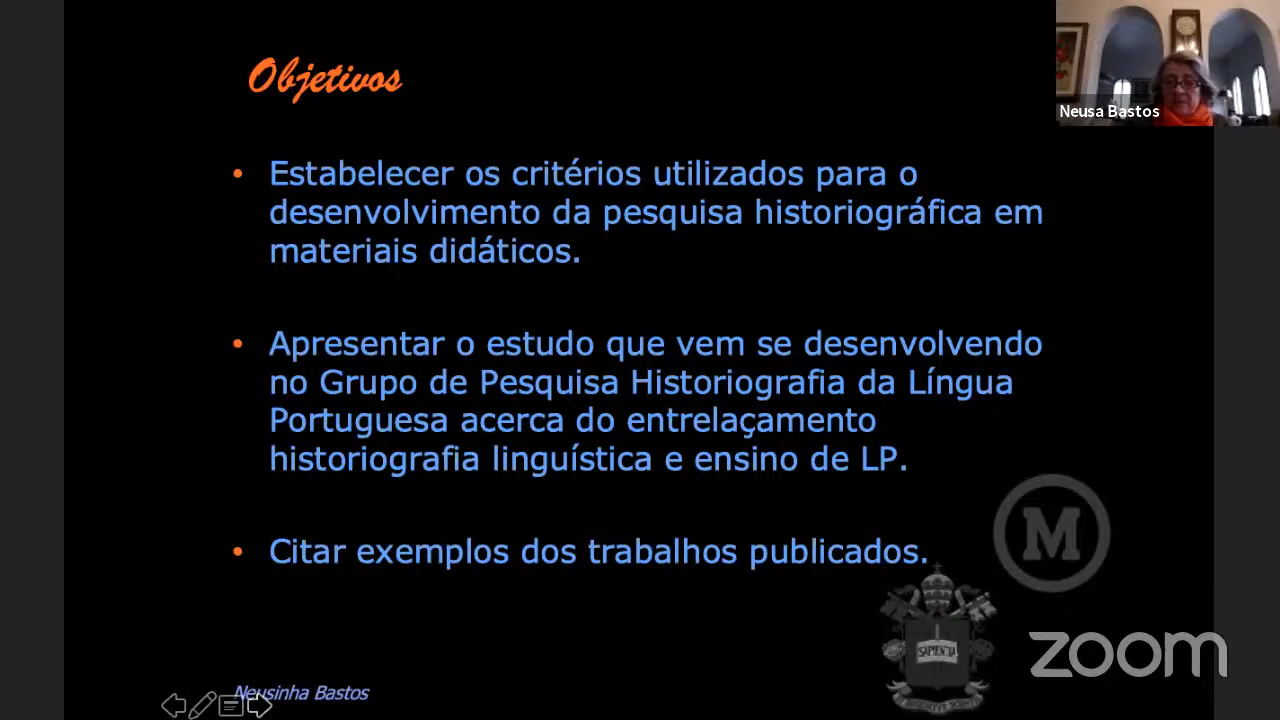 Objetivos
Neusa Bastos
• Estabelecer os critérios utilizados para o
desenvolvimento da pesquisa historiográfica em
materiais didáticos.
• Apresentar o estudo que vem se desenvolvendo
no Grupo de Pesquisa Historiografia da Língua
Portuguesa acerca do entrelaçamento
historiografia linguística e ensino de LP.
• Citar exemplos dos trabalhos publicados.
M
SAPIENTIA
zoom
Neusinha Bastos